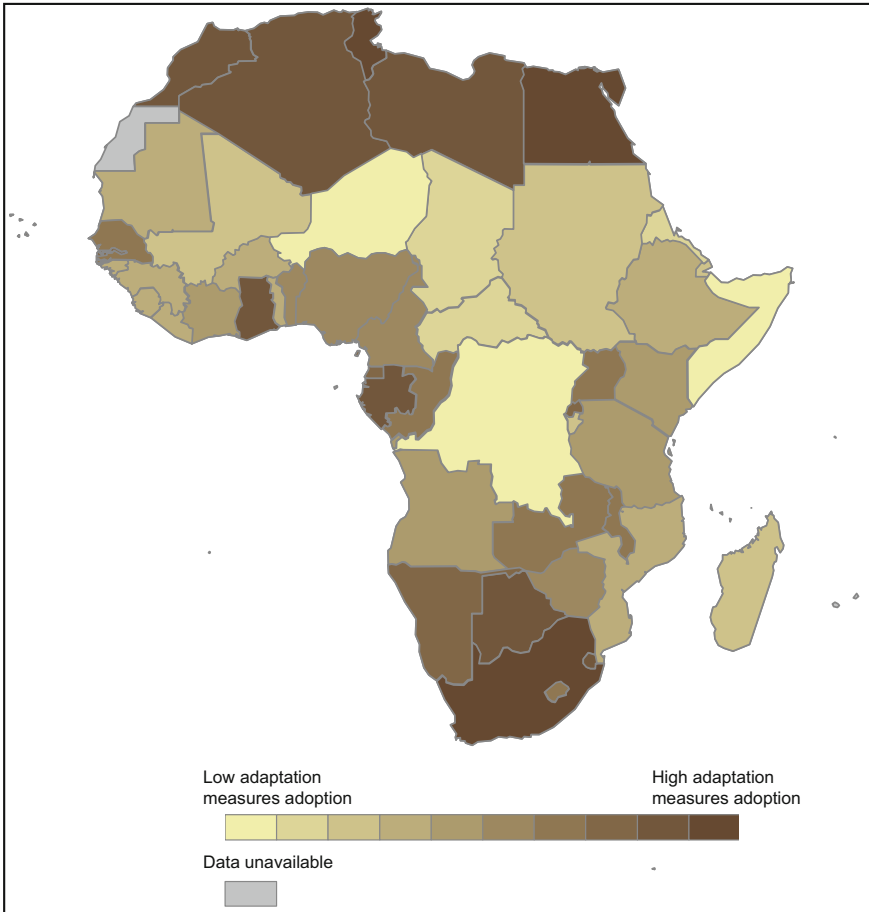 Low adaptation
measures adoption
High adaptation
measures adoption
Data unavailable